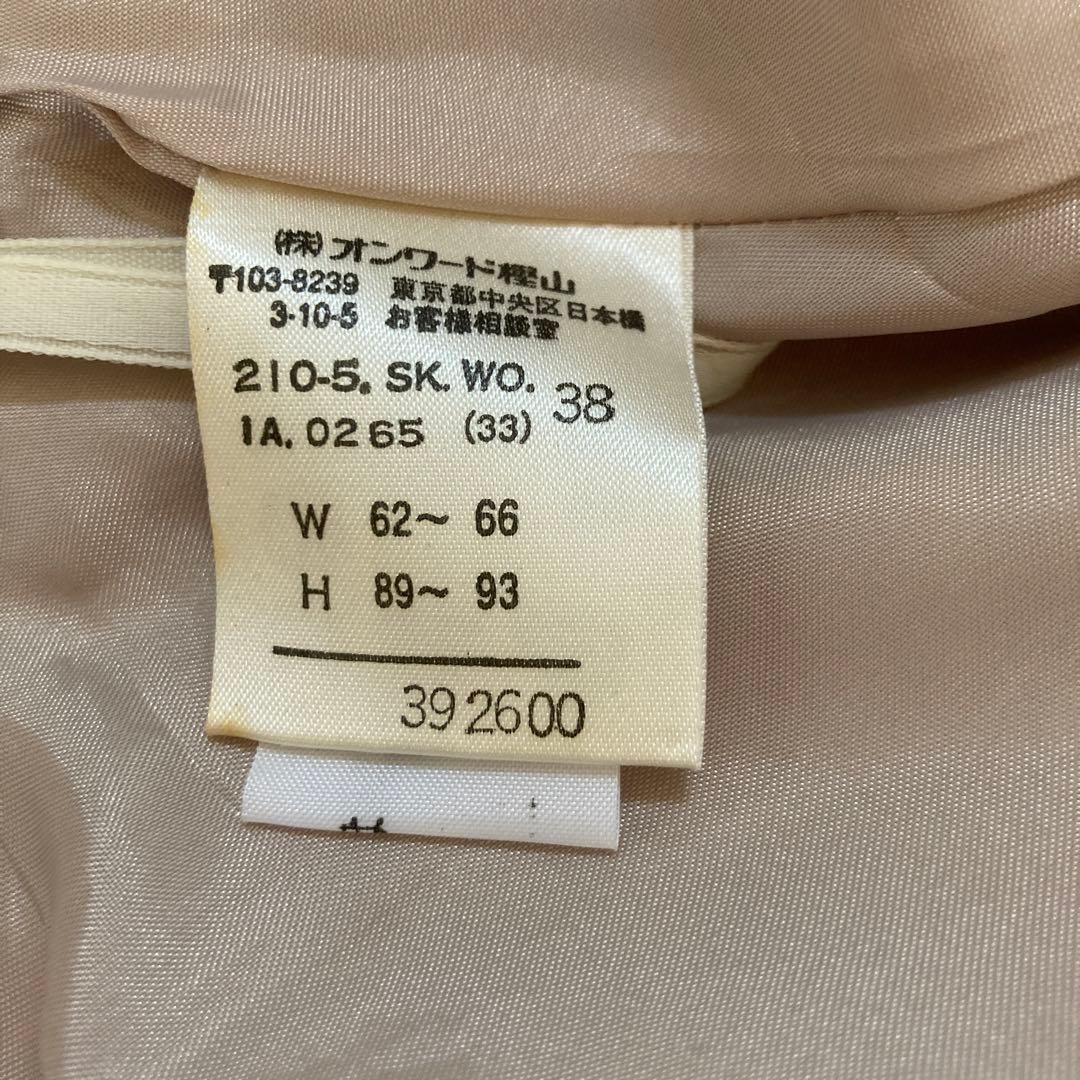 (株)オンワード樫山
〒103-8239 東京都中央区日本橋
3-10-5 お客様相談室
210-5. SK. WO. 38
1A. 0265 (33)
W 62〜 66
H 89〜 93
392600